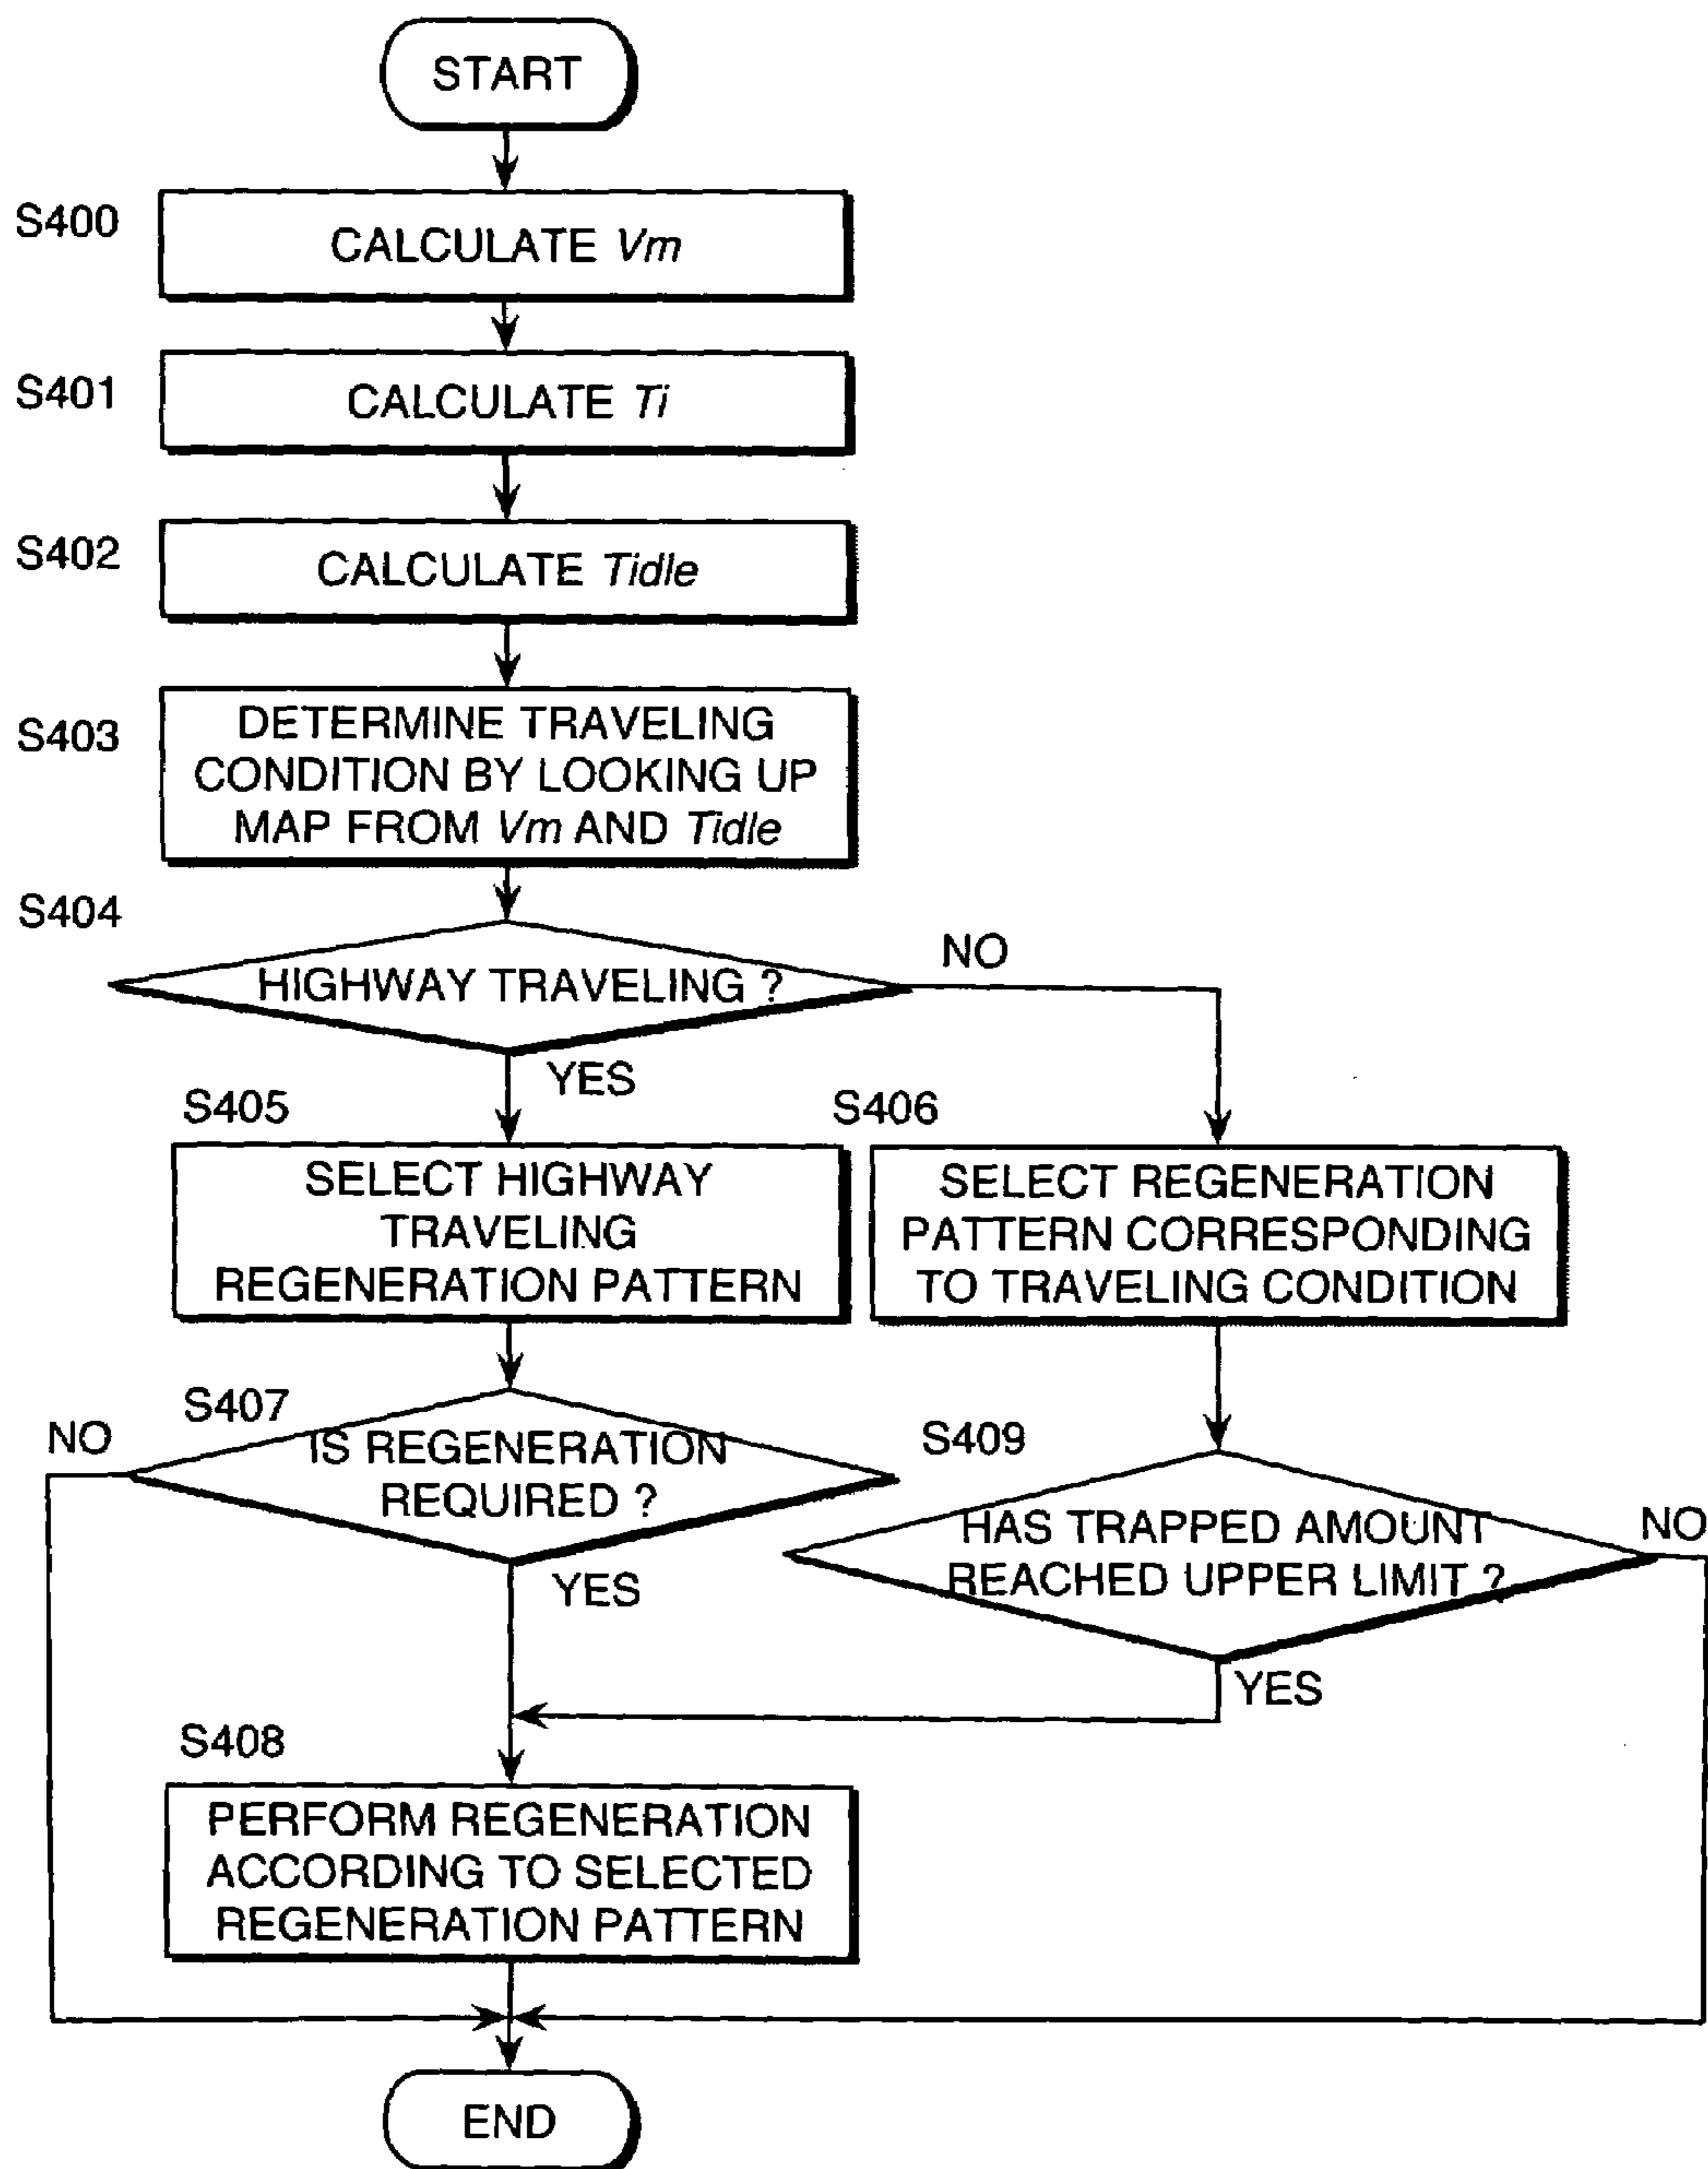 START
S400
CALCULATE Vm
S401
CALCULATE Ti
S402
CALCULATE Tidle
S403
DETERMINE TRAVELING
CONDITION BY LOOKING UP
MAP FROM Vm AND Tidle
S404
HIGHWAY TRAVELING ?
NO
YES
S405
SELECT HIGHWAY
TRAVELING
REGENERATION PATTERN
S406
SELECT REGENERATION
PATTERN CORRESPONDING
TO TRAVELING CONDITION
S407
NO
IS REGENERATION
REQUIRED ?
YES
S409
HAS TRAPPED AMOUNT
REACHED UPPER LIMIT ?
NO
YES
S408
PERFORM REGENERATION
ACCORDING TO SELECTED
REGENERATION PATTERN
END